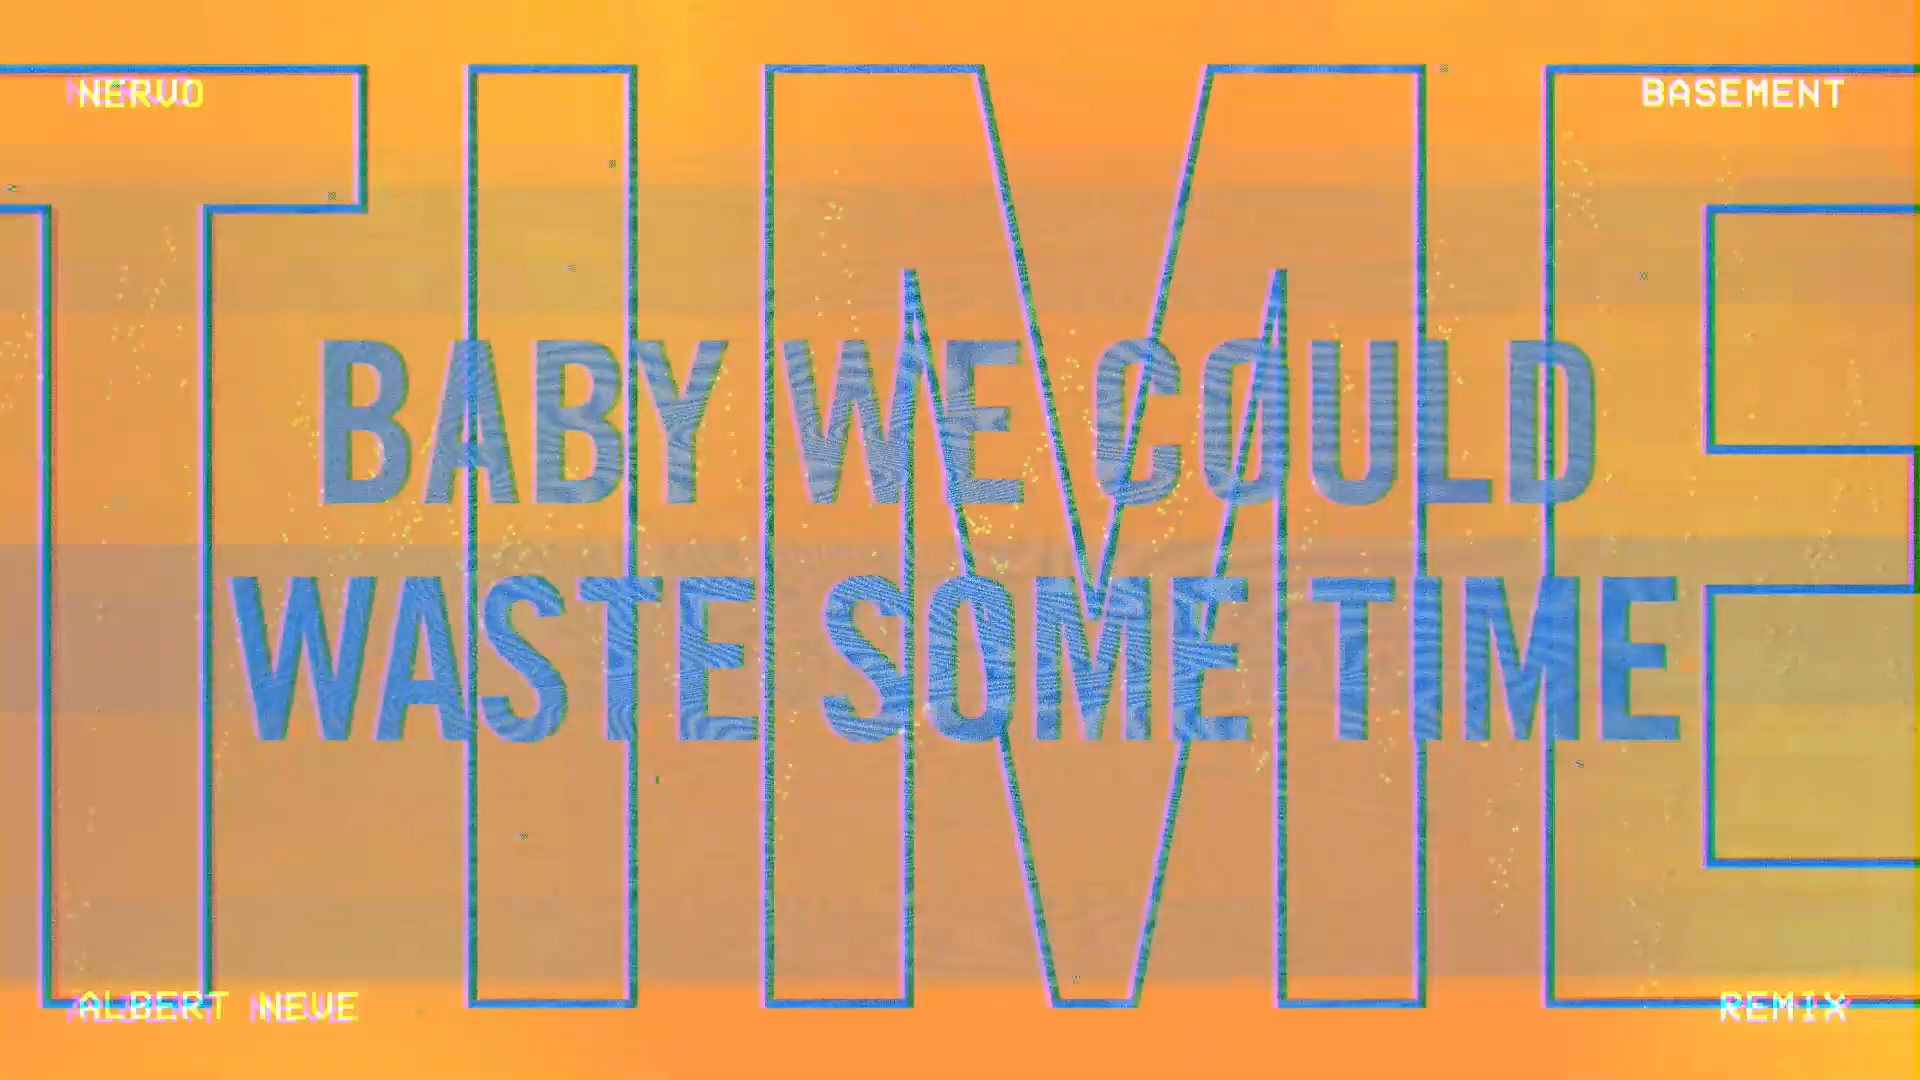 NERVO
BASEMENT
TIME
BABY WE COULD
WASTE SOME TIME
ALBERT NEVE
REMIX